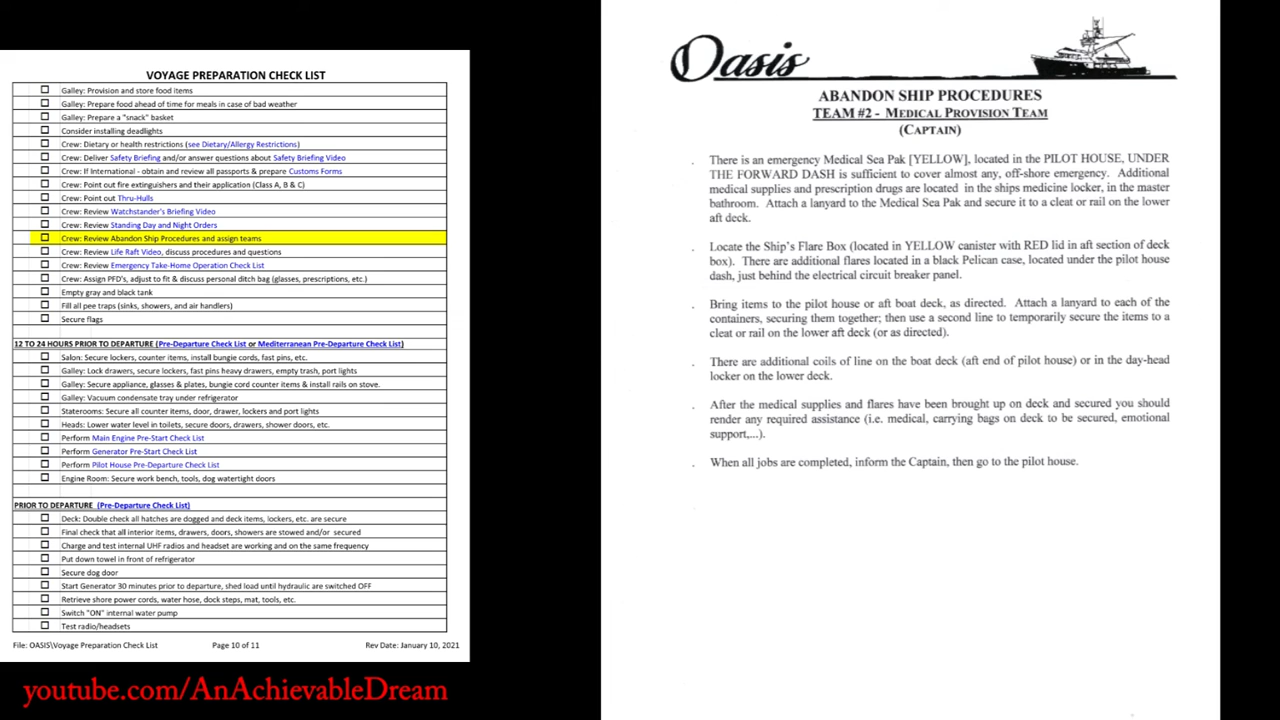 VOYAGE PREPARATION CHECK LIST
Galley: Provision and store food items
Galley: Prepare food ahead of time for meals in case of bad weather
Galley: Prepare a "snack" basket
Consider installing deadlights
Crew: Dietary or health restrictions (see Dietary/Allergy Restrictions)
Crew: Deliver Safety Briefing and/or answer questions about Safety Briefing Video
Crew: If International - obtain and review all passports & prepare Customs Forms
Crew: Point out fire extinguishers and their application (Class A, B & C)
Crew: Point out Thru-Hulls
Crew: Review Watchstander's Briefing Video
Crew: Review Standing Day and Night Orders
Crew: Review Abandon Ship Procedures and assign teams
Crew: Review Life Raft Video, discuss procedures and questions
Crew: Review Emergency Take-Home Operation Check List
Crew: Assign PFD's, adjust to fit & discuss personal ditch bag (glasses, prescriptions, etc.)
Empty gray and black tank
Fill all pee traps (sinks, showers, and air handlers)
Secure flags
12 TO 24 HOURS PRIOR TO DEPARTURE (Pre-Departure Check List or Mediterranean Pre-Departure Check List)
Salon: Secure lockers, counter items, install bungie cords, fast pins, etc.
Galley: Lock drawers, secure lockers, fast pins heavy drawers, empty trash, port lights
Galley: Secure appliance, glasses & plates, bungie cord counter items & install rails on stove.
Galley: Vacuum condensate tray under refrigerator
Staterooms: Secure all counter items, door, drawer, lockers and port lights
Heads: Lower water level in toilets, secure doors, drawers, shower doors, etc.
Perform Main Engine Pre-Start Check List
Perform Generator Pre-Start Check List
Perform Pilot House Pre-Departure Check List
Engine Room: Secure work bench, tools, dog watertight doors
PRIOR TO DEPARTURE (Pre-Departure Check List)
Deck: Double check all hatches are dogged and deck items, lockers, etc. are secure
Final check that all interior items, drawers, doors, showers are stowed and/or secured
Charge and test internal UHF radios and headset are working and on the same frequency
Put down towel in front of refrigerator
Secure dog door
Start Generator 30 minutes prior to departure, shed load until hydraulic are switched OFF
Retrieve shore power cords, water hose, dock steps, mat, tools, etc.
Switch "ON" internal water pump
Test radio/headsets
File: OASIS\Voyage Preparation Check List Page 10 of 11 Rev Date: January 10, 2021
youtube.com/AnAchievableDream
Oasis
ABANDON SHIP PROCEDURES
TEAM #2 - MEDICAL PROVISION TEAM
(CAPTAIN)
. There is an emergency Medical Sea Pak [YELLOW], located in the PILOT HOUSE, UNDER
THE FORWARD DASH is sufficient to cover almost any, off-shore emergency. Additional
medical supplies and prescription drugs are located in the ships medicine locker, in the master
bathroom. Attach a lanyard to the Medical Sea Pak and secure it to a cleat or rail on the lower
aft deck.
. Locate the Ship's Flare Box (located in YELLOW canister with RED lid in aft section of deck
box). There are additional flares located in a black Pelican case, located under the pilot house
dash, just behind the electrical circuit breaker panel.
. Bring items to the pilot house or aft boat deck, as directed. Attach a lanyard to each of the
containers, securing them together; then use a second line to temporarily secure the items to a
cleat or rail on the lower aft deck (or as directed).
. There are additional coils of line on the boat deck (aft end of pilot house) or in the day-head
locker on the lower deck.
. After the medical supplies and flares have been brought up on deck and secured you should
render any required assistance (i.e. medical, carrying bags on deck to be secured, emotional
support,...).
. When all jobs are completed, inform the Captain, then go to the pilot house.